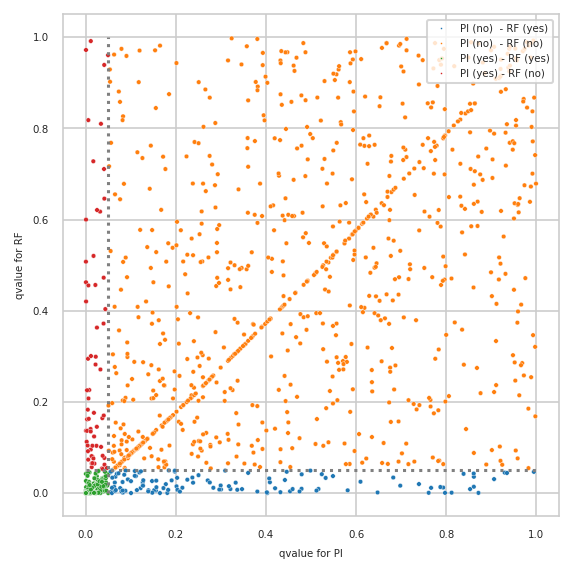 PI (no) - RF (yes)
PI (no) - RF (no)
PI (yes) - RF (yes)
PI (yes) - RF (no)
1.0
0.8
0.6
0.4
0.2
0.0
qvalue for RF
0.0 0.2 0.4 0.6 0.8 1.0
qvalue for PI